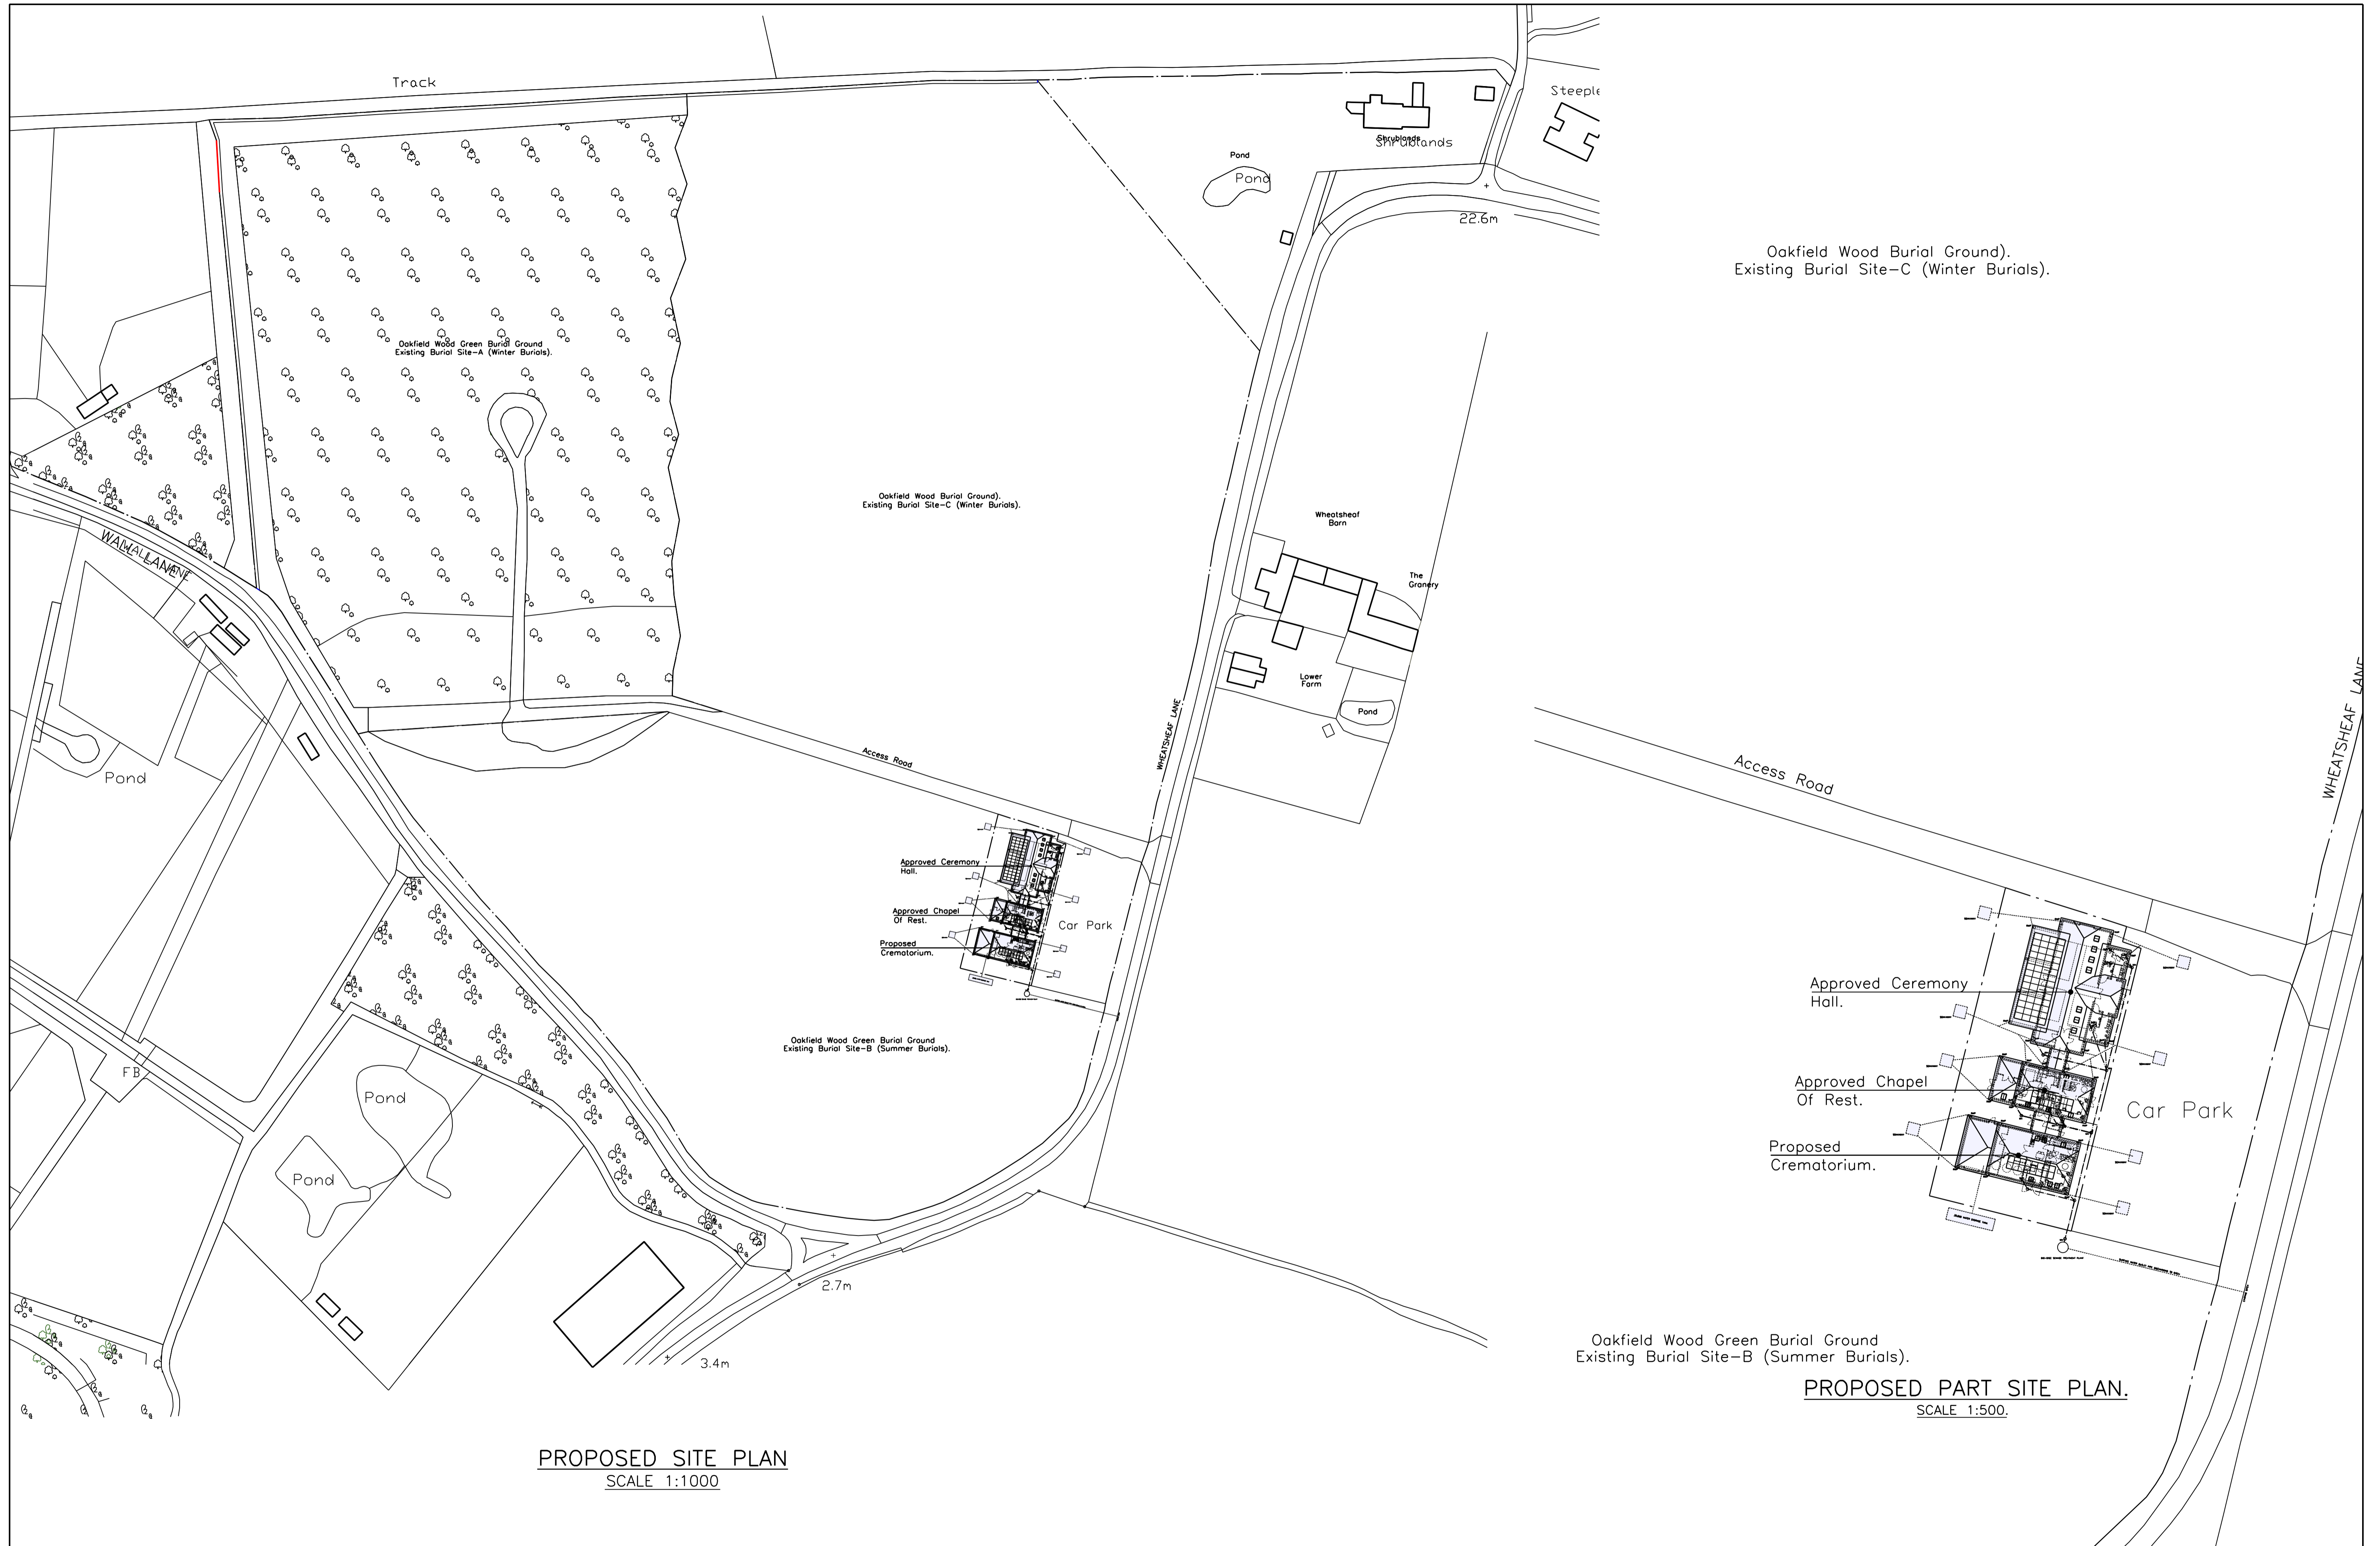 Track
Steeple
Shrublands
Shrublands
Pond
Pond
22.6m
Oakfield Wood Burial Ground).
Existing Burial Site-C (Winter Burials).
Oakfield Wood Green Burial Ground
Existing Burial Site-A (Winter Burials).
Oakfield Wood Burial Ground).
Existing Burial Site-C (Winter Burials).
Wheatsheaf
Barn
The
Granery
WALL LANE
WALL LANE
Lower
Farm
Pond
WHEATSHEAF LANE
WHEATSHEAF LANE
Pond
Access Road
Access Road
Approved Ceremony
Hall.
Approved Chapel
Of Rest.
Car Park
Proposed
Crematorium.
Approved Ceremony
Hall.
Approved Chapel
Of Rest.
Car Park
Proposed
Crematorium.
Oakfield Wood Green Burial Ground
Existing Burial Site-B (Summer Burials).
FB
Pond
Pond
2.7m
3.4m
Oakfield Wood Green Burial Ground
Existing Burial Site-B (Summer Burials).
PROPOSED PART SITE PLAN.
SCALE 1:500.
PROPOSED SITE PLAN
SCALE 1:1000